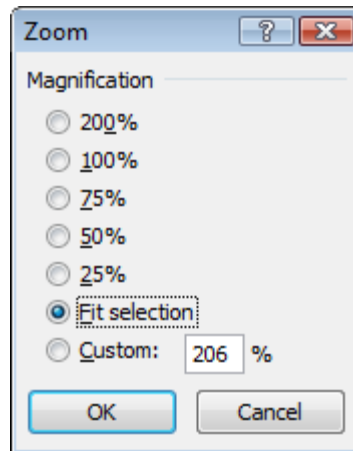 Zoom
Magnification
200%
100%
75%
50%
25%
Fit selection
Custom: 206 %
OK Cancel